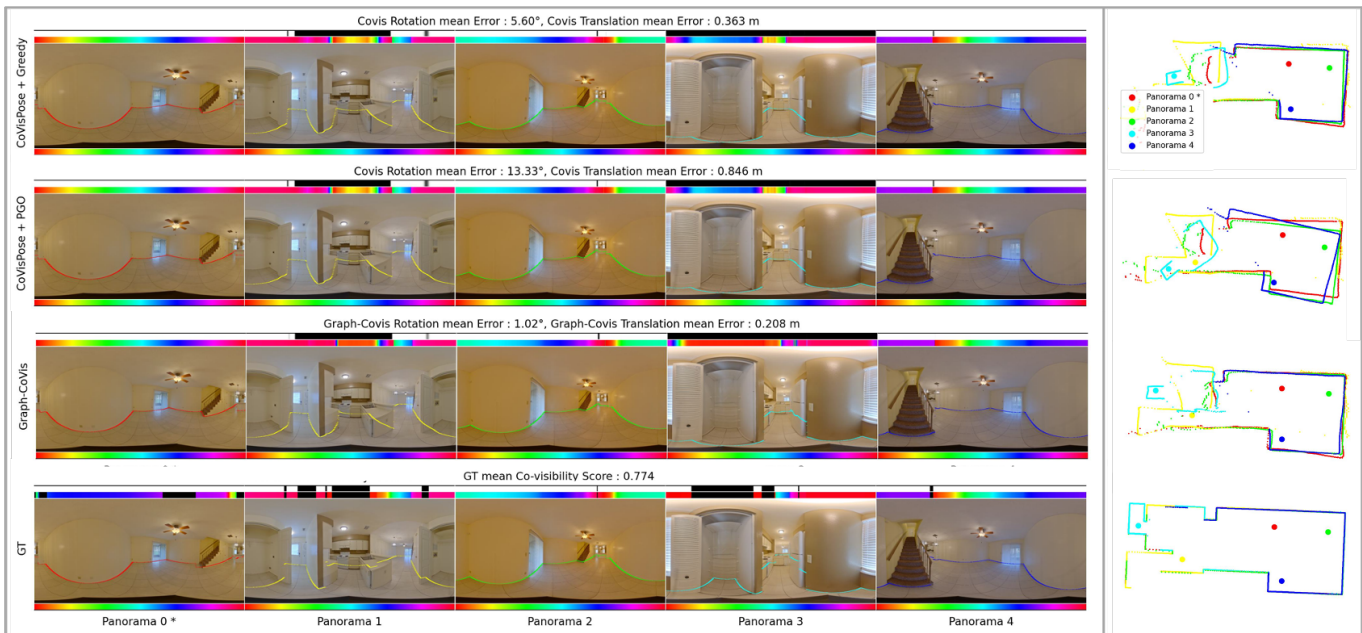 Covis Rotation mean Error : 5.60°, Covis Translation mean Error : 0.363 m
CoVisPose + Greedy
Panorama 0 *
Panorama 1
Panorama 2
Panorama 3
Panorama 4
Covis Rotation mean Error : 13.33°, Covis Translation mean Error : 0.846 m
CoVisPose + PGO
Graph-Covis Rotation mean Error : 1.02°, Graph-Covis Translation mean Error : 0.208 m
Graph-CoVis
GT mean Co-visibility Score : 0.774
GT
Panorama 0 *
Panorama 1
Panorama 2
Panorama 3
Panorama 4